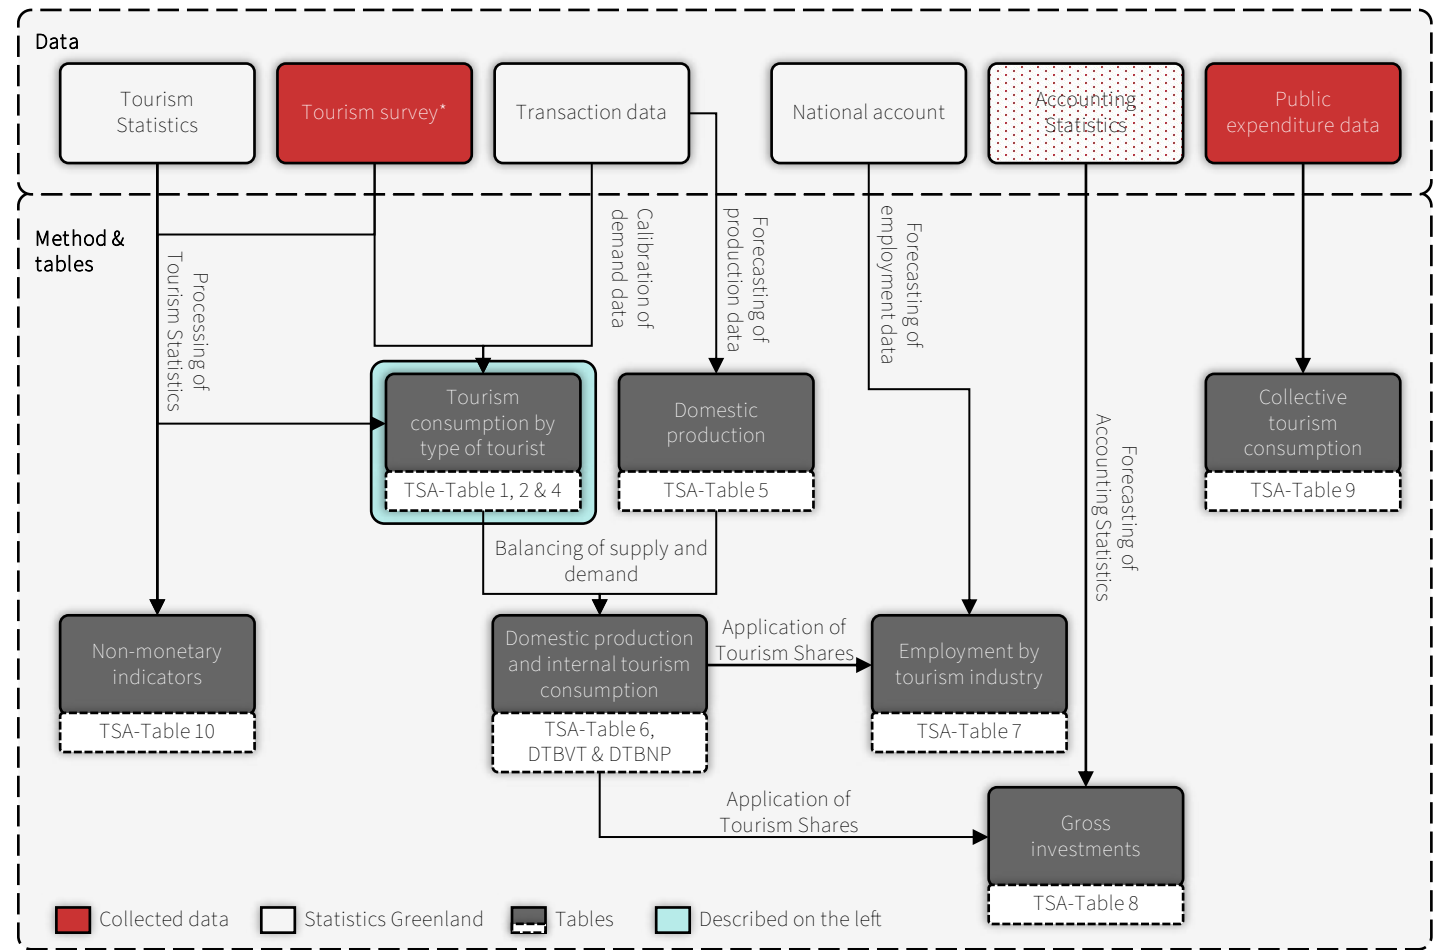 Data
Tourism
Statistics
Tourism survey*
Transaction data
National account
Accounting
Statistics
Public
expenditure data
Method &
tables
Processing of
Tourism Statistics
Calibration of
demand data
Forecasting of
production data
Forecasting of
employment data
Forecasting of
Accounting Statistics
Tourism
consumption by
type of tourist
TSA-Table 1, 2 & 4
Domestic
production
TSA-Table 5
Collective
tourism
consumption
TSA-Table 9
Balancing of supply and
demand
Non-monetary
indicators
TSA-Table 10
Domestic production
and internal tourism
consumption
TSA-Table 6,
DTBVT & DTBNP
Application of
Tourism Shares
Employment by
tourism industry
TSA-Table 7
Application of
Tourism Shares
Gross
investments
TSA-Table 8
Collected data
Statistics Greenland
Tables
Described on the left